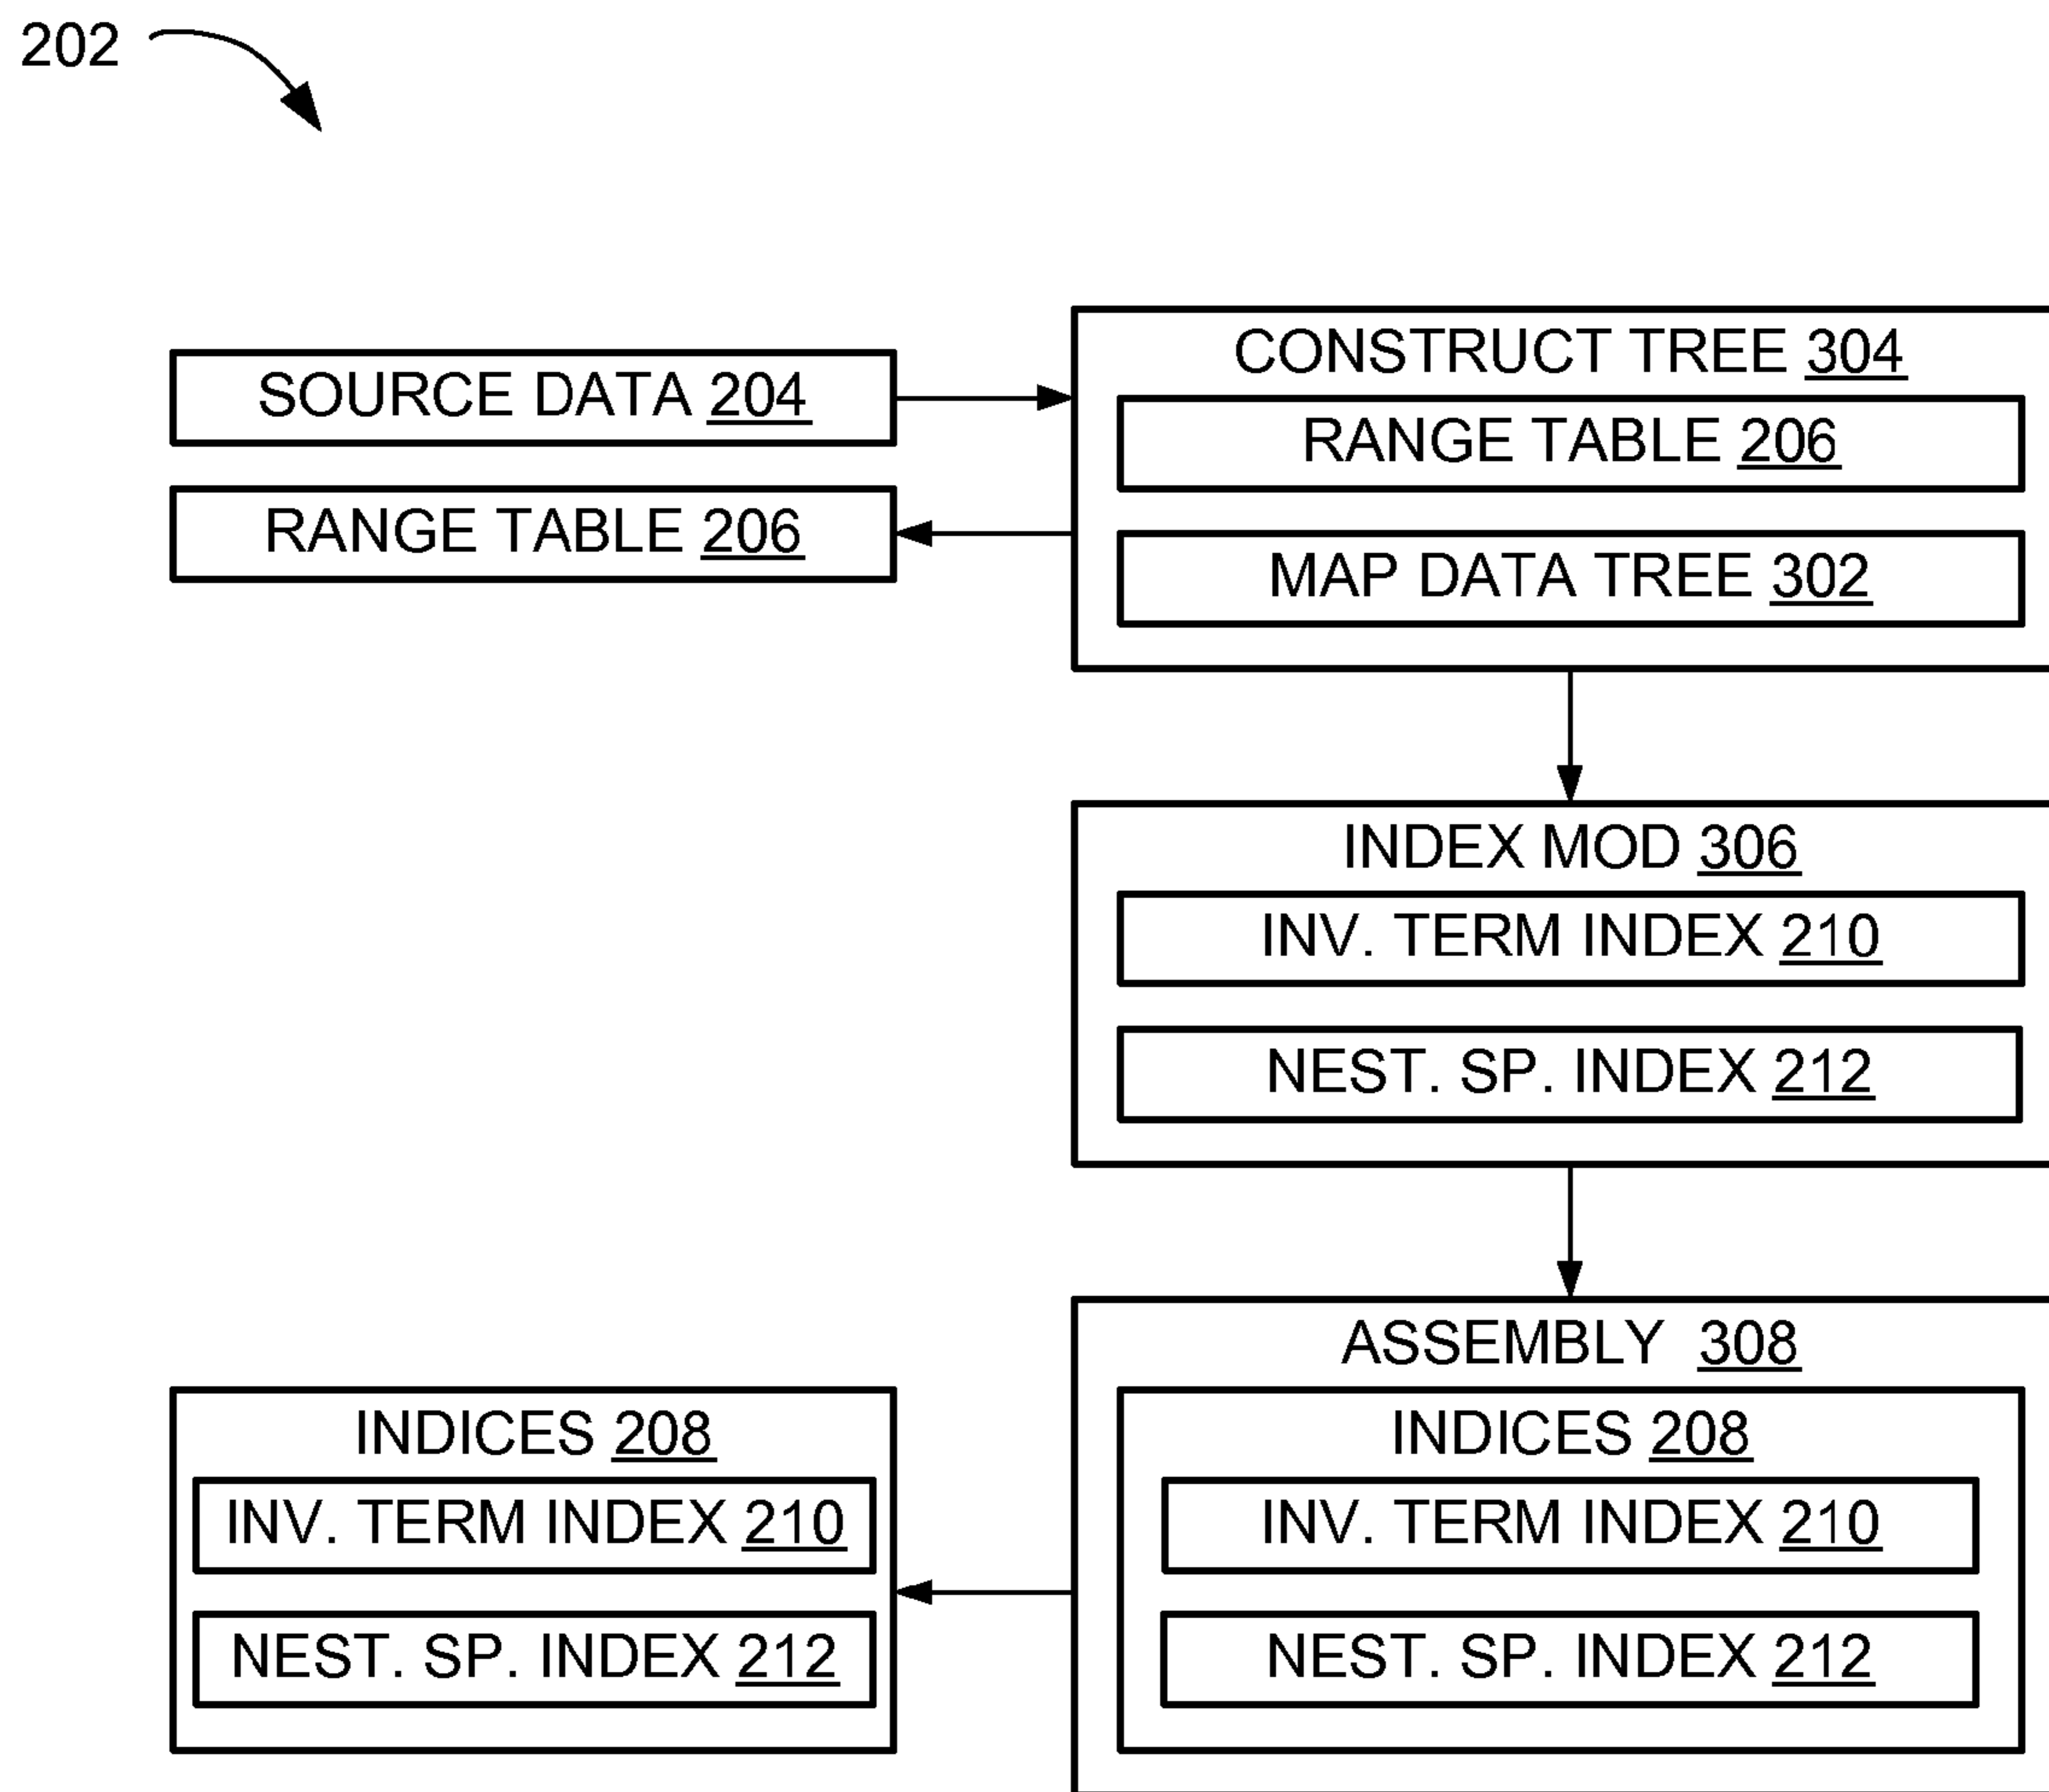 202
SOURCE DATA 204
RANGE TABLE 206
CONSTRUCT TREE 304
RANGE TABLE 206
MAP DATA TREE 302
INDEX MOD 306
INV. TERM INDEX 210
NEST. SP. INDEX 212
ASSEMBLY 308
INDICES 208
INV. TERM INDEX 210
NEST. SP. INDEX 212
INDICES 208
INV. TERM INDEX 210
NEST. SP. INDEX 212